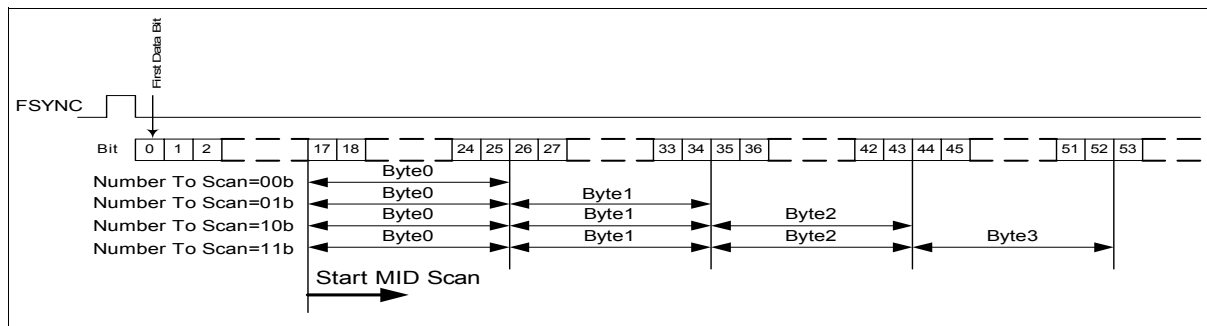 First Data Bit
FSYNC
Bit 0 1 2 17 18 24 25 26 27 33 34 35 36 42 43 44 45 51 52 53
Number To Scan=00b Byte0
Number To Scan=01b Byte0 Byte1
Number To Scan=10b Byte0 Byte1 Byte2
Number To Scan=11b Byte0 Byte1 Byte2 Byte3
Start MID Scan